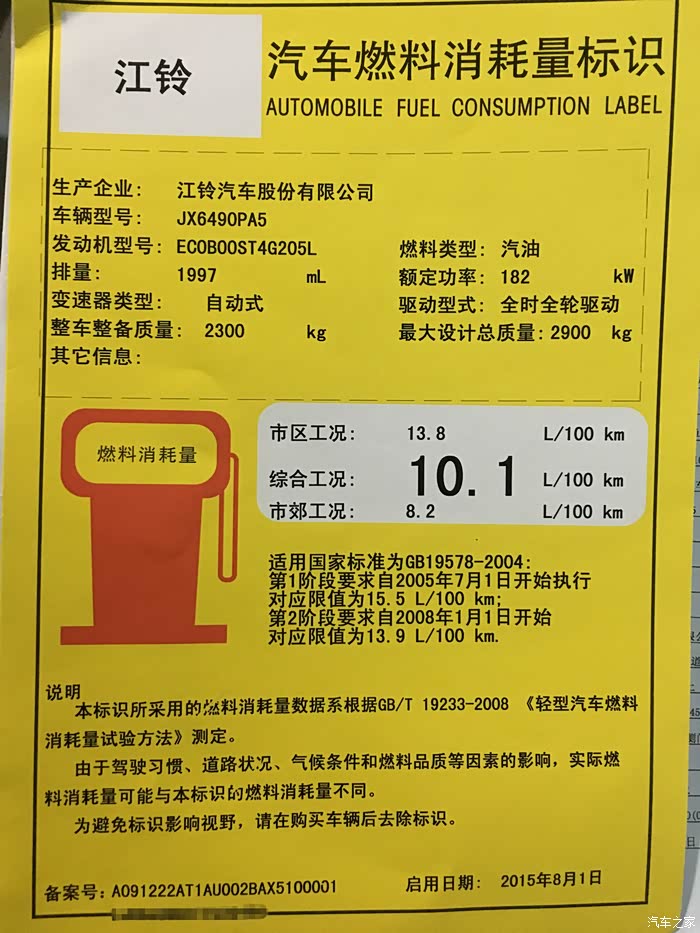 江铃
汽车燃料消耗量标识
AUTOMOBILE FUEL CONSUMPTION LABEL
生产企业: 江铃汽车股份有限公司
车辆型号: JX6490PA5
发动机型号: ECOBOOST4G205L 燃料类型: 汽油
排量: 1997 mL 额定功率: 182 kW
变速器类型: 自动式 驱动型式: 全时全轮驱动
整车整备质量: 2300 kg 最大设计总质量: 2900 kg
其它信息:
燃料消耗量
市区工况: 13.8 L/100 km
综合工况: 10.1 L/100 km
市郊工况: 8.2 L/100 km
适用国家标准为GB19578-2004:
第1阶段要求自2005年7月1日开始执行
对应限值为15.5 L/100 km;
第2阶段要求自2008年1月1日开始
对应限值为13.9 L/100 km.
说明
本标识所采用的燃料消耗量数据系根据GB/T 19233-2008 《轻型汽车燃料
消耗量试验方法》测定。
由于驾驶习惯、道路状况、气候条件和燃料品质等因素的影响，实际燃
料消耗量可能与本标识的燃料消耗量不同。
为避免标识影响视野，请在购买车辆后去除标识。
备案号: A091222AT1AU002BAX5100001 启用日期: 2015年8月1日
汽车之家